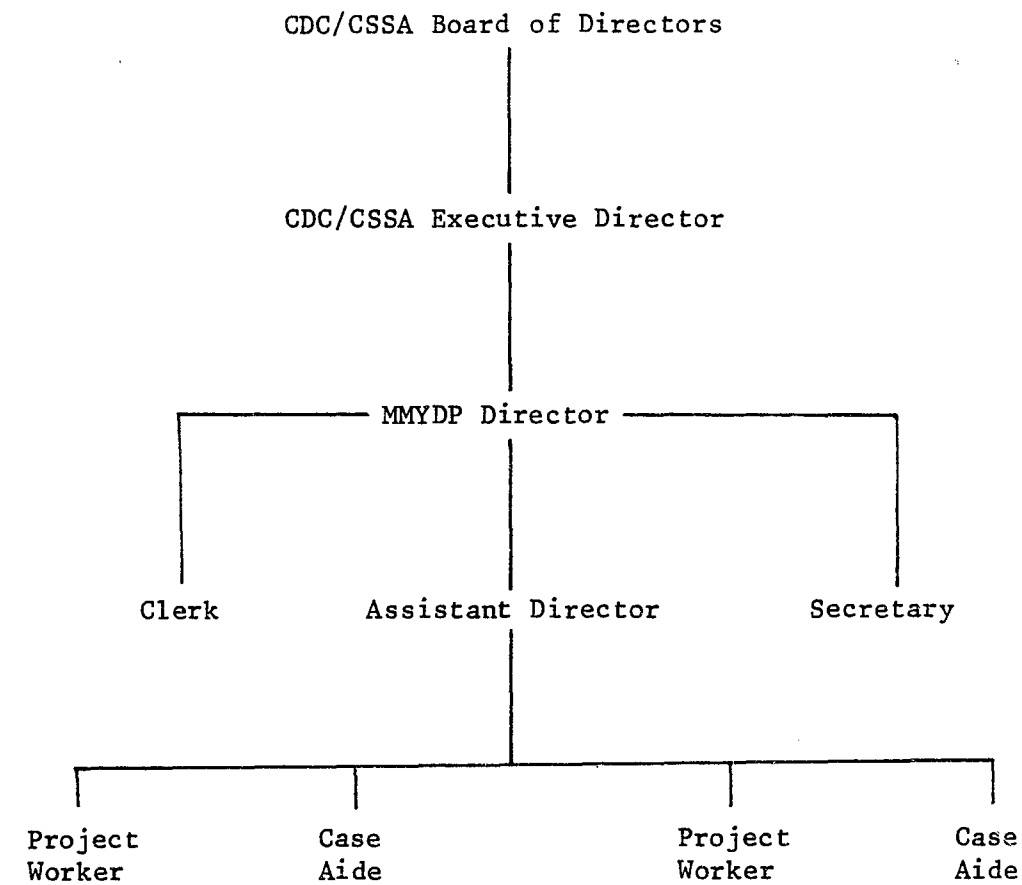 CDC/CSSA Board of Directors
CDC/CSSA Executive Director
MMYDP Director
Clerk
Assistant Director
Secretary
Project Worker
Case Aide
Project Worker
Case Aide